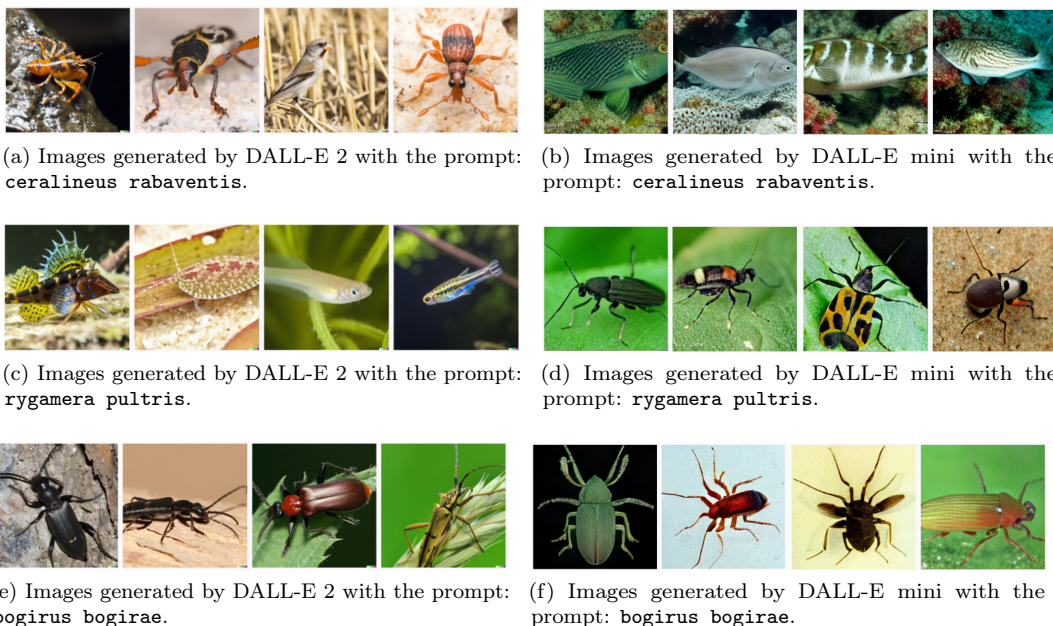 (a) Images generated by DALL-E 2 with the prompt:
ceralineus rabaventis.
(b) Images generated by DALL-E mini with the
prompt: ceralineus rabaventis.
(c) Images generated by DALL-E 2 with the prompt:
rygamera pultris.
(d) Images generated by DALL-E mini with the
prompt: rygamera pultris.
e) Images generated by DALL-E 2 with the prompt:
bogirus bogirae.
(f) Images generated by DALL-E mini with the
prompt: bogirus bogirae.